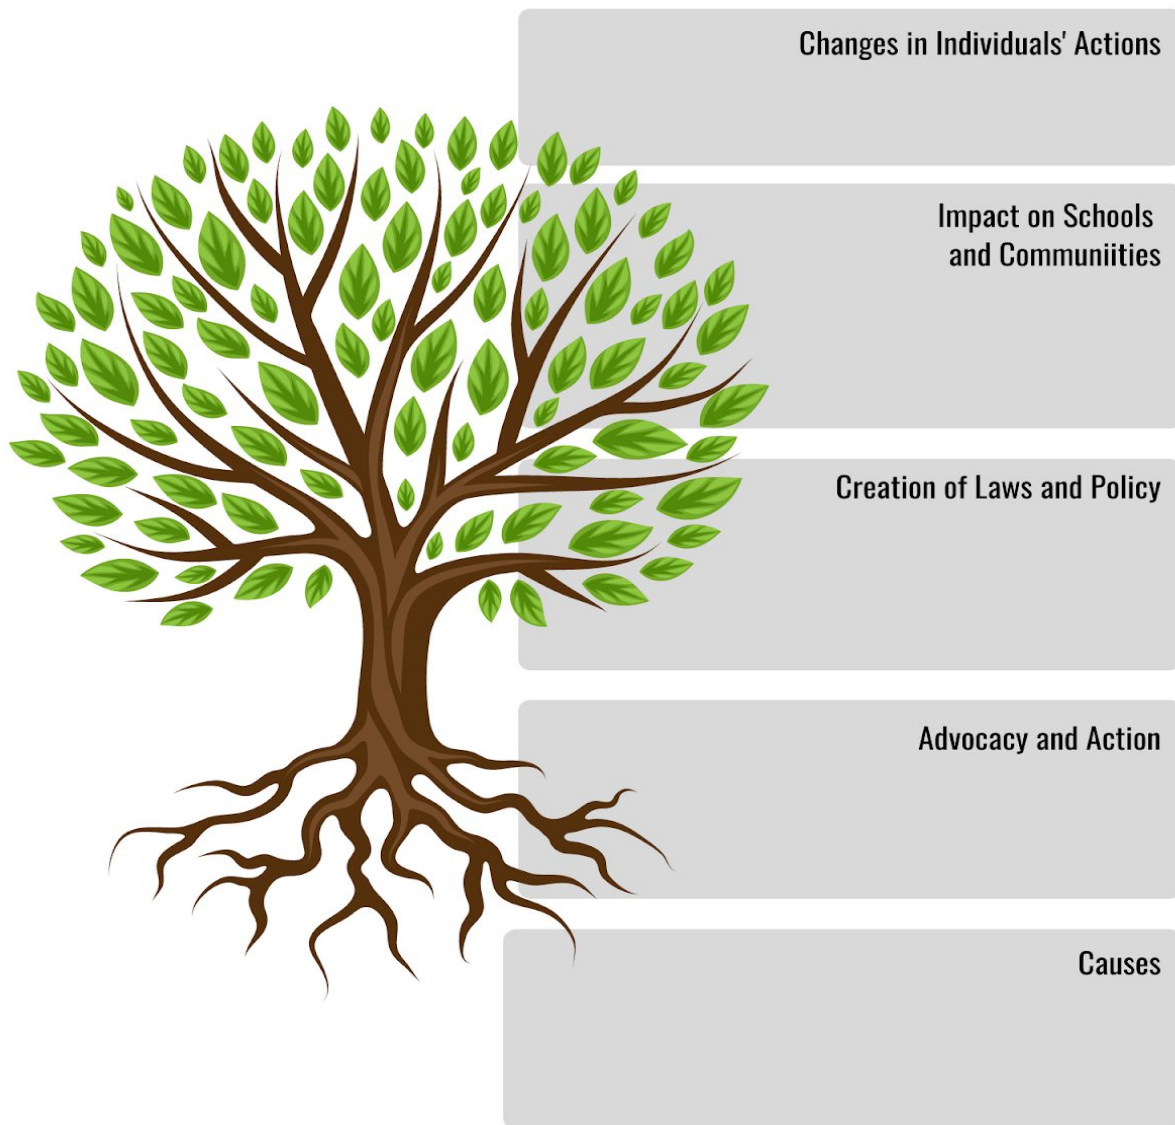 Changes in Individuals' Actions
Impact on Schools
and Communiities
Creation of Laws and Policy
Advocacy and Action
Causes